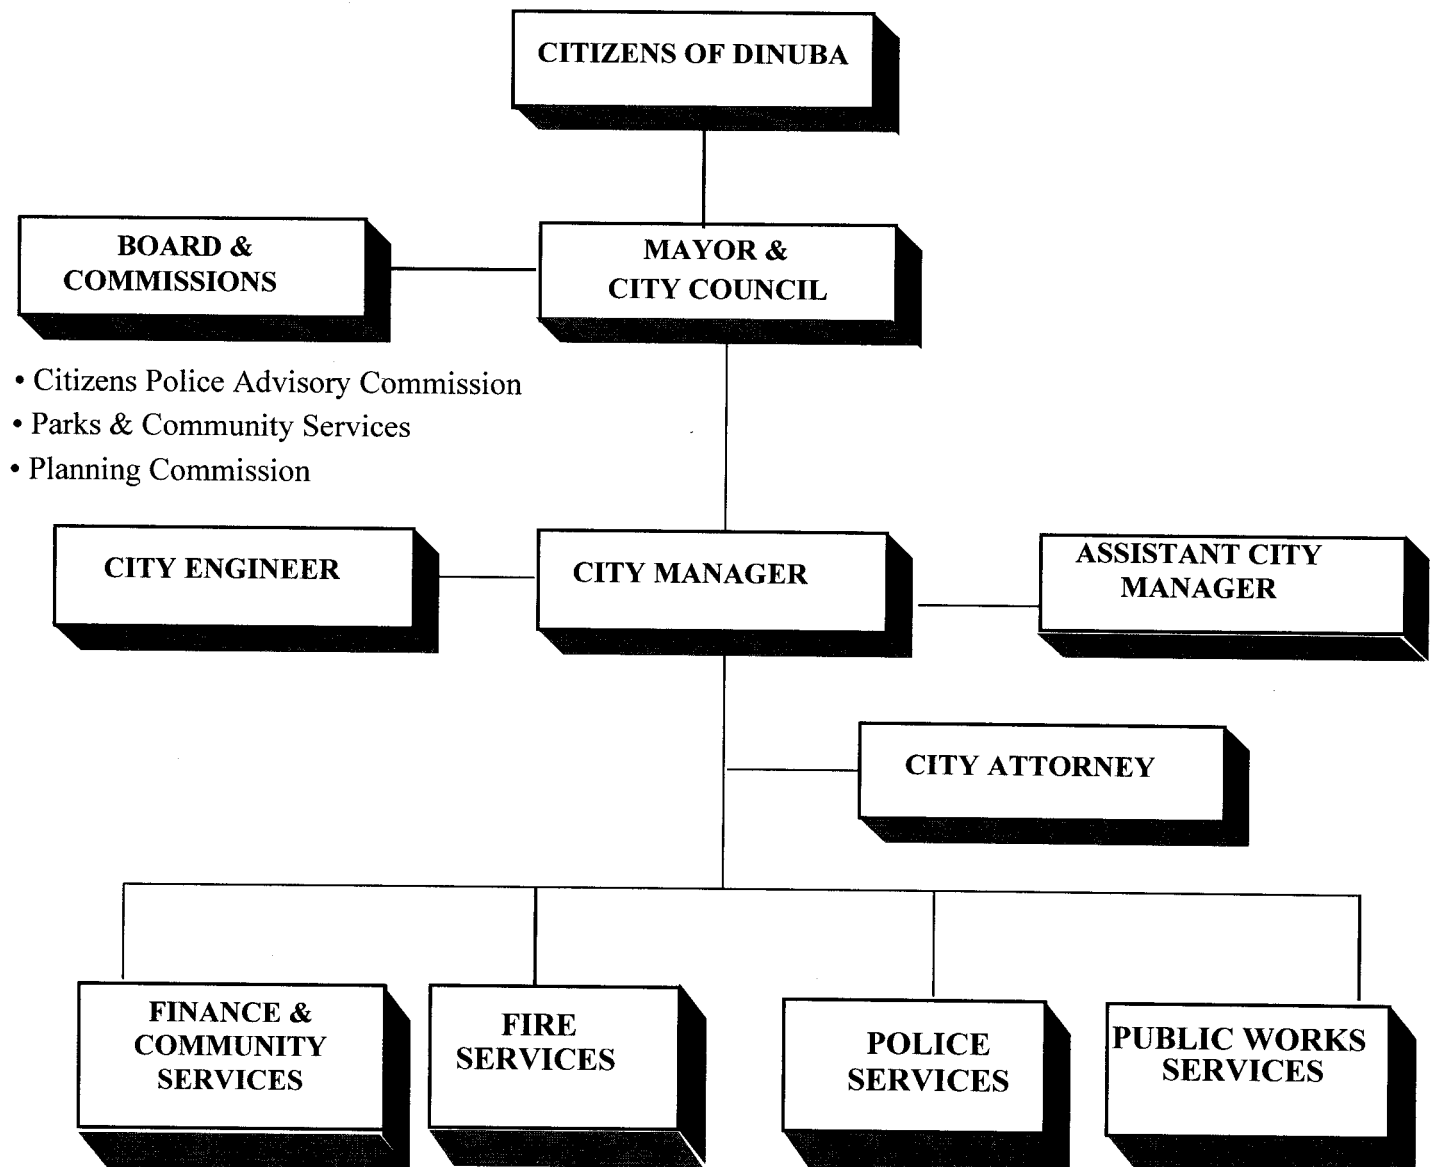 CITIZENS OF DINUBA
BOARD &
COMMISSIONS
MAYOR &
CITY COUNCIL
• Citizens Police Advisory Commission
• Parks & Community Services
• Planning Commission
CITY ENGINEER
CITY MANAGER
ASSISTANT CITY
MANAGER
CITY ATTORNEY
FINANCE &
COMMUNITY
SERVICES
FIRE
SERVICES
POLICE
SERVICES
PUBLIC WORKS
SERVICES